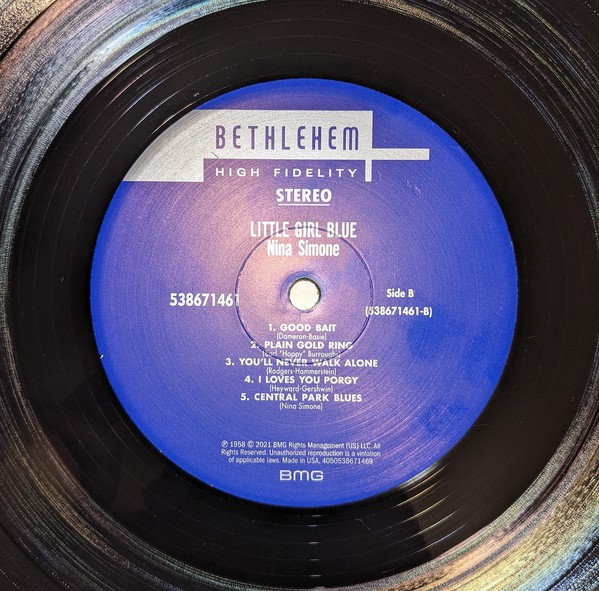 BETHLEHEM
HIGH FIDELITY
STEREO
LITTLE GIRL BLUE
Nina Simone
538671461
Side B
(538671461-B)
1. GOOD BAIT
(Dameron-Basie)
2. PLAIN GOLD RING
(Earl "Happy" Burroughs)
3. YOU'LL NEVER WALK ALONE
(Rodgers-Hammerstein)
4. I LOVES YOU PORGY
(Heyward-Gershwin)
5. CENTRAL PARK BLUES
(Nina Simone)
℗ 1958 © 2021 BMG Rights Management (US) LLC, All
Rights Reserved. Unauthorized reproduction is a violation
of applicable laws. Made in USA. 4050538671469
BMG